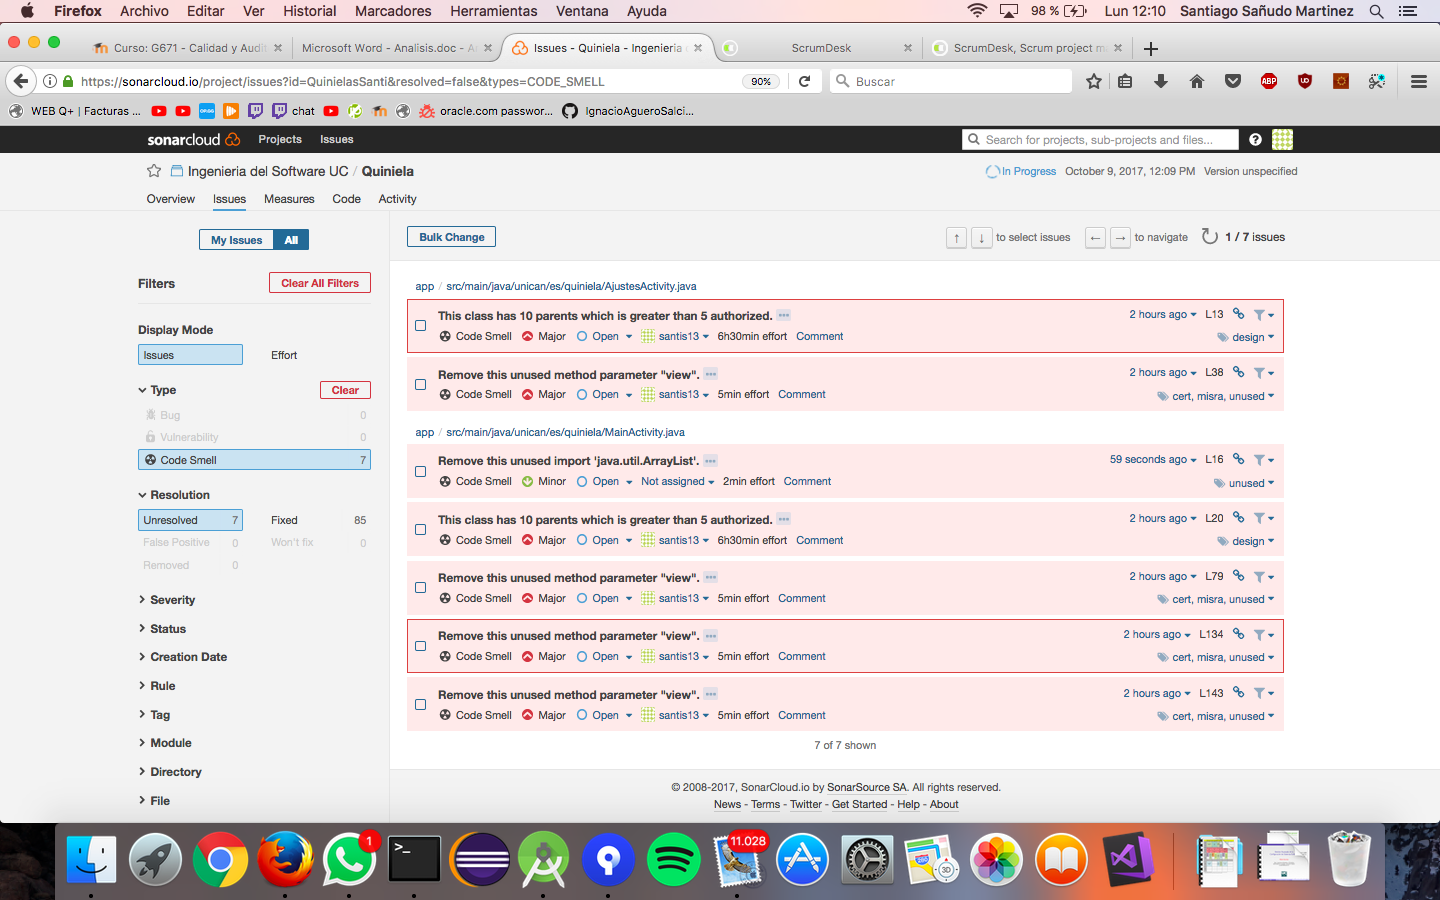 Firefox Archivo Editar Ver Historial Marcadores Herramientas Ventana Ayuda 98 % Lun 12:10 Santiago Sañudo Martinez
Curso: G671 - Calidad y Audit
Microsoft Word - Analisis.doc - A
Issues - Quiniela - Ingenieria
ScrumDesk
ScrumDesk, Scrum project m
https://sonarcloud.io/project/issues?id=QuinielasSanti&resolved=false&types=CODE_SMELL 90% Buscar
WEB Q+ | Facturas ... chat oracle.com passwor... IgnacioAgueroSalci...
sonarcloud Projects Issues Search for projects, sub-projects and files...
Ingenieria del Software UC / Quiniela In Progress October 9, 2017, 12:09 PM Version unspecified
Overview Issues Measures Code Activity
My Issues All
Bulk Change ↑ ↓ to select issues ← → to navigate 1 / 7 issues
Filters Clear All Filters
Display Mode
Issues Effort
Type Clear
Bug 0
Vulnerability 0
Code Smell 7
Resolution
Unresolved 7 Fixed 85
False Positive 0 Won't fix 0
Removed 0
Severity
Status
Creation Date
Rule
Tag
Module
Directory
File
app / src/main/java/unican/es/quiniela/AjustesActivity.java
This class has 10 parents which is greater than 5 authorized. 2 hours ago L13
Code Smell Major Open santis13 6h30min effort Comment design
Remove this unused method parameter "view". 2 hours ago L38
Code Smell Major Open santis13 5min effort Comment cert, misra, unused
app / src/main/java/unican/es/quiniela/MainActivity.java
Remove this unused import 'java.util.ArrayList'. 59 seconds ago L16
Code Smell Minor Open Not assigned 2min effort Comment unused
This class has 10 parents which is greater than 5 authorized. 2 hours ago L20
Code Smell Major Open santis13 6h30min effort Comment design
Remove this unused method parameter "view". 2 hours ago L79
Code Smell Major Open santis13 5min effort Comment cert, misra, unused
Remove this unused method parameter "view". 2 hours ago L134
Code Smell Major Open santis13 5min effort Comment cert, misra, unused
Remove this unused method parameter "view". 2 hours ago L143
Code Smell Major Open santis13 5min effort Comment cert, misra, unused
7 of 7 shown
© 2008-2017, SonarCloud.io by SonarSource SA. All rights reserved.
News - Terms - Twitter - Get Started - Help - About
1
11.028